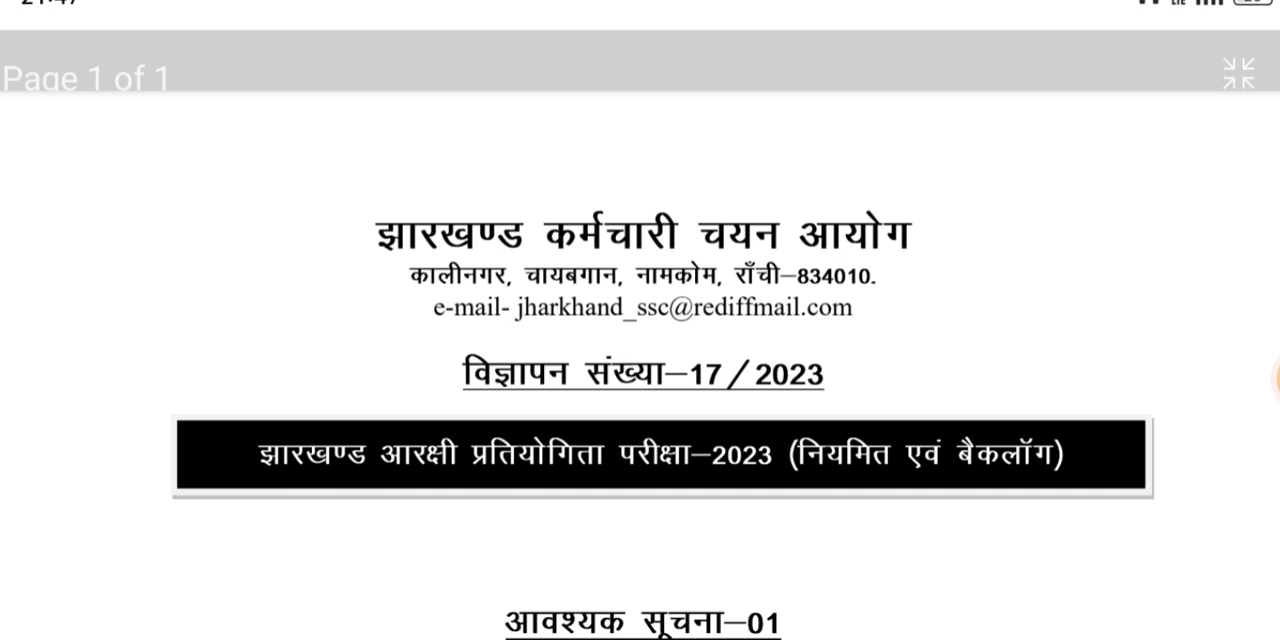 Page 1 of 1
झारखण्ड कर्मचारी चयन आयोग
कालीनगर, चायबगान, नामकोम, राँची–834010.
e-mail- jharkhand_ssc@rediffmail.com
विज्ञापन संख्या–17/2023
झारखण्ड आरक्षी प्रतियोगिता परीक्षा–2023 (नियमित एवं बैकलॉग)
आवश्यक सूचना–01